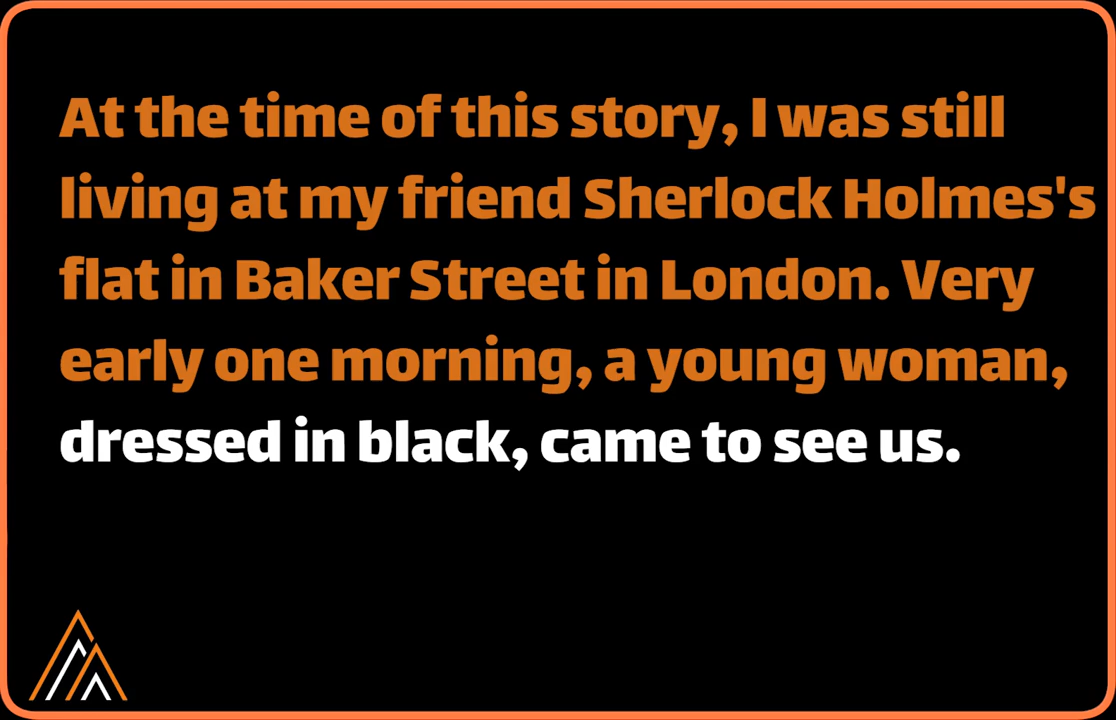 At the time of this story, I was still
living at my friend Sherlock Holmes's
flat in Baker Street in London. Very
early one morning, a young woman,
dressed in black, came to see us.